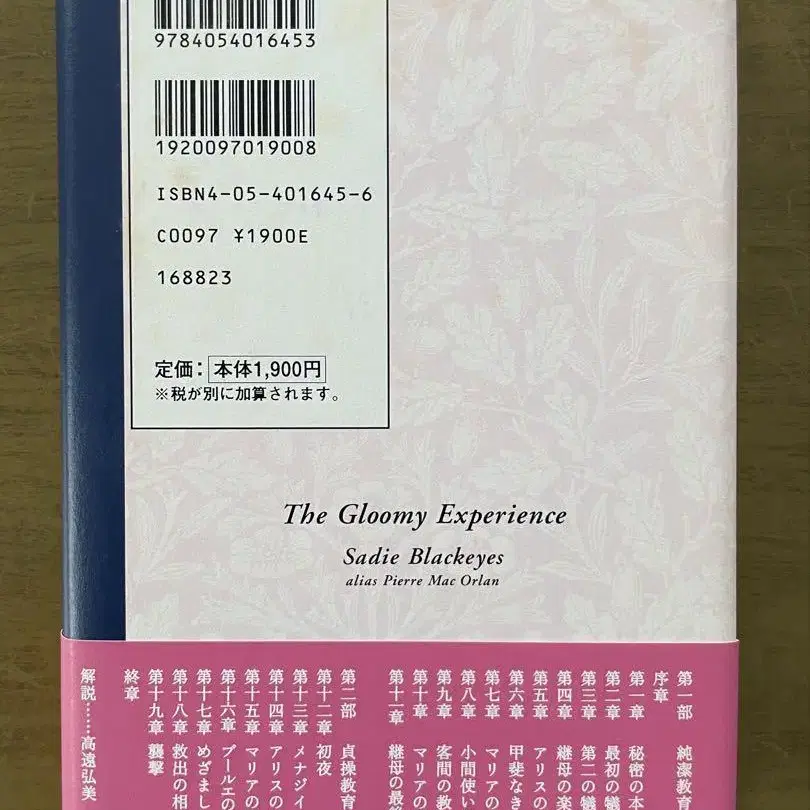 9784054016453
1920097019008
ISBN4-05-401645-6
C0097 ¥1900E
168823
定価：本体1,900円
※税が別に加算されます。
The Gloomy Experience
Sadie Blackeyes
alias Pierre Mac Orlan
第一部 純潔教育
序章
第一章 秘密の本
第二章 最初の犠
第三章 第二の犠
第四章 継母の楽
第五章 アリスの
第六章 甲斐なき
第七章 マリアの
第八章 小間使い
第九章 客間の教
第十章 マリアの
第十一章 継母の最
第二部 貞操教育
第十二章 初夜
第十三章 メナジイ
第十四章 アリスの
第十五章 マリアの
第十六章 プールエの
第十七章 めざまし
第十八章 救出の相
第十九章 襲撃
終章
解説……高遠弘美